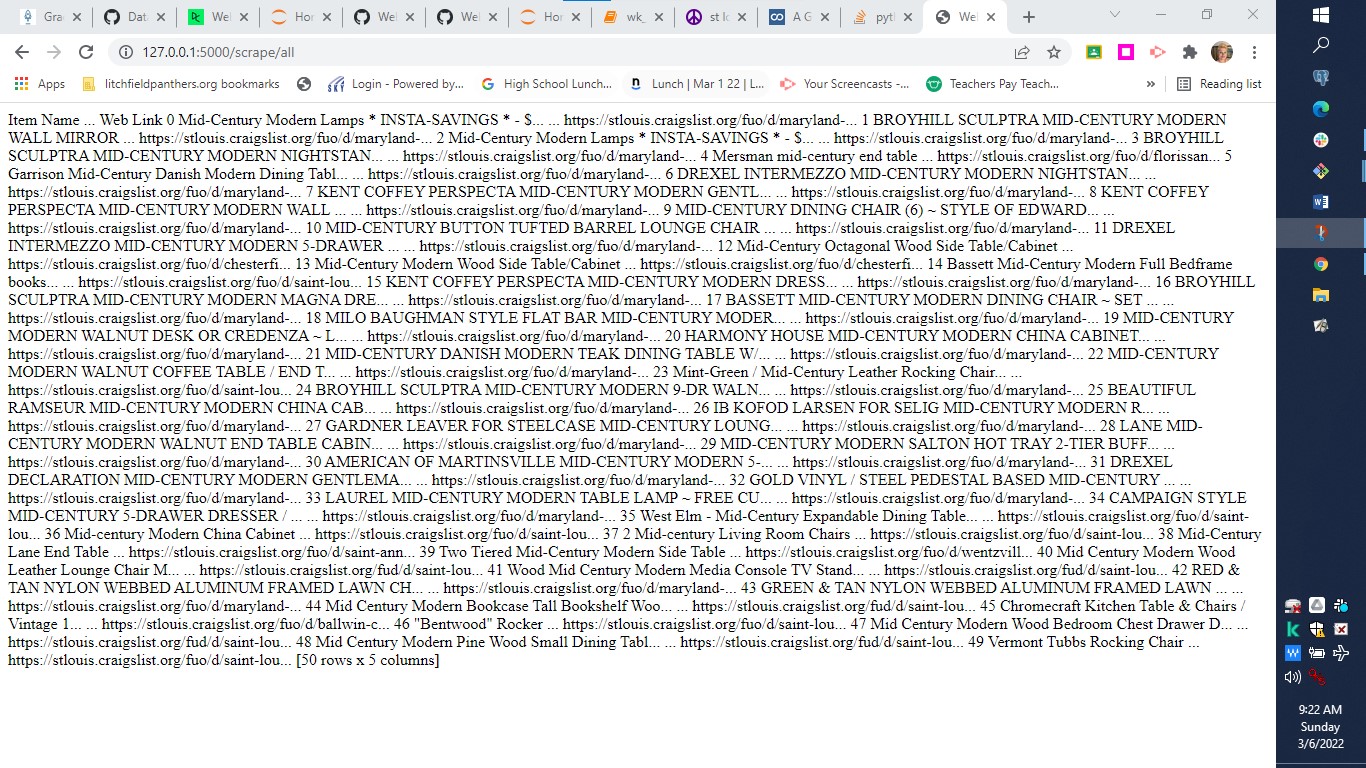 Grac
Data
Wel
Hor
Wel
Wel
Hor
wk_
st lo
A G
pyth
Wel
127.0.0.1:5000/scrape/all
Apps
litchfieldpanthers.org bookmarks
Login - Powered by...
High School Lunch...
Lunch | Mar 1 22 | L...
Your Screencasts -...
Teachers Pay Teach...
»
Reading list
Item Name ... Web Link 0 Mid-Century Modern Lamps * INSTA-SAVINGS * - $... ... https://stlouis.craigslist.org/fuo/d/maryland-... 1 BROYHILL SCULPTRA MID-CENTURY MODERN
WALL MIRROR ... https://stlouis.craigslist.org/fuo/d/maryland-... 2 Mid-Century Modern Lamps * INSTA-SAVINGS * - $... ... https://stlouis.craigslist.org/fuo/d/maryland-... 3 BROYHILL
SCULPTRA MID-CENTURY MODERN NIGHTSTAN... ... https://stlouis.craigslist.org/fuo/d/maryland-... 4 Mersman mid-century end table ... https://stlouis.craigslist.org/fuo/d/florissan... 5
Garrison Mid-Century Danish Modern Dining Tabl... ... https://stlouis.craigslist.org/fuo/d/maryland-... 6 DREXEL INTERMEZZO MID-CENTURY MODERN NIGHTSTAN... ...
https://stlouis.craigslist.org/fuo/d/maryland-... 7 KENT COFFEY PERSPECTA MID-CENTURY MODERN GENTL... ... https://stlouis.craigslist.org/fuo/d/maryland-... 8 KENT COFFEY
PERSPECTA MID-CENTURY MODERN WALL ... ... https://stlouis.craigslist.org/fuo/d/maryland-... 9 MID-CENTURY DINING CHAIR (6) ~ STYLE OF EDWARD... ...
https://stlouis.craigslist.org/fuo/d/maryland-... 10 MID-CENTURY BUTTON TUFTED BARREL LOUNGE CHAIR ... ... https://stlouis.craigslist.org/fuo/d/maryland-... 11 DREXEL
INTERMEZZO MID-CENTURY MODERN 5-DRAWER ... ... https://stlouis.craigslist.org/fuo/d/maryland-... 12 Mid-Century Octagonal Wood Side Table/Cabinet ...
https://stlouis.craigslist.org/fuo/d/chesterfi... 13 Mid-Century Modern Wood Side Table/Cabinet ... https://stlouis.craigslist.org/fuo/d/chesterfi... 14 Bassett Mid-Century Modern Full Bedframe
books... ... https://stlouis.craigslist.org/fuo/d/saint-lou... 15 KENT COFFEY PERSPECTA MID-CENTURY MODERN DRESS... ... https://stlouis.craigslist.org/fuo/d/maryland-... 16 BROYHILL
SCULPTRA MID-CENTURY MODERN MAGNA DRE... ... https://stlouis.craigslist.org/fuo/d/maryland-... 17 BASSETT MID-CENTURY MODERN DINING CHAIR ~ SET ... ...
https://stlouis.craigslist.org/fuo/d/maryland-... 18 MILO BAUGHMAN STYLE FLAT BAR MID-CENTURY MODER... ... https://stlouis.craigslist.org/fuo/d/maryland-... 19 MID-CENTURY
MODERN WALNUT DESK OR CREDENZA ~ L... ... https://stlouis.craigslist.org/fuo/d/maryland-... 20 HARMONY HOUSE MID-CENTURY MODERN CHINA CABINET... ...
https://stlouis.craigslist.org/fuo/d/maryland-... 21 MID-CENTURY DANISH MODERN TEAK DINING TABLE W/... ... https://stlouis.craigslist.org/fuo/d/maryland-... 22 MID-CENTURY
MODERN WALNUT COFFEE TABLE / END T... ... https://stlouis.craigslist.org/fuo/d/maryland-... 23 Mint-Green / Mid-Century Leather Rocking Chair... ...
https://stlouis.craigslist.org/fuo/d/saint-lou... 24 BROYHILL SCULPTRA MID-CENTURY MODERN 9-DR WALN... ... https://stlouis.craigslist.org/fuo/d/maryland-... 25 BEAUTIFUL
RAMSEUR MID-CENTURY MODERN CHINA CAB... ... https://stlouis.craigslist.org/fuo/d/maryland-... 26 IB KOFOD LARSEN FOR SELIG MID-CENTURY MODERN R... ...
https://stlouis.craigslist.org/fuo/d/maryland-... 27 GARDNER LEAVER FOR STEELCASE MID-CENTURY LOUNG... ... https://stlouis.craigslist.org/fuo/d/maryland-... 28 LANE MID-
CENTURY MODERN WALNUT END TABLE CABIN... ... https://stlouis.craigslist.org/fuo/d/maryland-... 29 MID-CENTURY MODERN SALTON HOT TRAY 2-TIER BUFF... ...
https://stlouis.craigslist.org/fuo/d/maryland-... 30 AMERICAN OF MARTINSVILLE MID-CENTURY MODERN 5-... ... https://stlouis.craigslist.org/fuo/d/maryland-... 31 DREXEL
DECLARATION MID-CENTURY MODERN GENTLEMA... ... https://stlouis.craigslist.org/fuo/d/maryland-... 32 GOLD VINYL / STEEL PEDESTAL BASED MID-CENTURY ... ...
https://stlouis.craigslist.org/fuo/d/maryland-... 33 LAUREL MID-CENTURY MODERN TABLE LAMP ~ FREE CU... ... https://stlouis.craigslist.org/fuo/d/maryland-... 34 CAMPAIGN STYLE
MID-CENTURY 5-DRAWER DRESSER / ... ... https://stlouis.craigslist.org/fuo/d/maryland-... 35 West Elm - Mid-Century Expandable Dining Table... ... https://stlouis.craigslist.org/fuo/d/saint-
lou... 36 Mid-century Modern China Cabinet ... https://stlouis.craigslist.org/fuo/d/saint-lou... 37 2 Mid-century Living Room Chairs ... https://stlouis.craigslist.org/fuo/d/saint-lou... 38 Mid-Century
Lane End Table ... https://stlouis.craigslist.org/fuo/d/saint-ann... 39 Two Tiered Mid-Century Modern Side Table ... https://stlouis.craigslist.org/fuo/d/wentzvill... 40 Mid Century Modern Wood
Leather Lounge Chair M... ... https://stlouis.craigslist.org/fud/d/saint-lou... 41 Wood Mid Century Modern Media Console TV Stand... ... https://stlouis.craigslist.org/fud/d/saint-lou... 42 RED &
TAN NYLON WEBBED ALUMINUM FRAMED LAWN CH... ... https://stlouis.craigslist.org/fuo/d/maryland-... 43 GREEN & TAN NYLON WEBBED ALUMINUM FRAMED LAWN ... ...
https://stlouis.craigslist.org/fuo/d/maryland-... 44 Mid Century Modern Bookcase Tall Bookshelf Woo... ... https://stlouis.craigslist.org/fud/d/saint-lou... 45 Chromecraft Kitchen Table & Chairs /
Vintage 1... ... https://stlouis.craigslist.org/fuo/d/ballwin-c... 46 "Bentwood" Rocker ... https://stlouis.craigslist.org/fuo/d/saint-lou... 47 Mid Century Modern Wood Bedroom Chest Drawer D... ...
https://stlouis.craigslist.org/fud/d/saint-lou... 48 Mid Century Modern Pine Wood Small Dining Tabl... ... https://stlouis.craigslist.org/fud/d/saint-lou... 49 Vermont Tubbs Rocking Chair ...
https://stlouis.craigslist.org/fuo/d/saint-lou... [50 rows x 5 columns]
9:22 AM
Sunday
3/6/2022